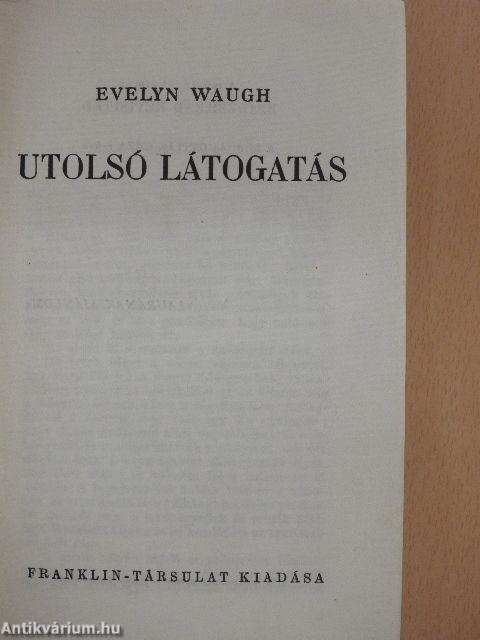 EVELYN WAUGH
UTOLSÓ LÁTOGATÁS
FRANKLIN-TÁRSULAT KIADÁSA
Antikvárium.hu